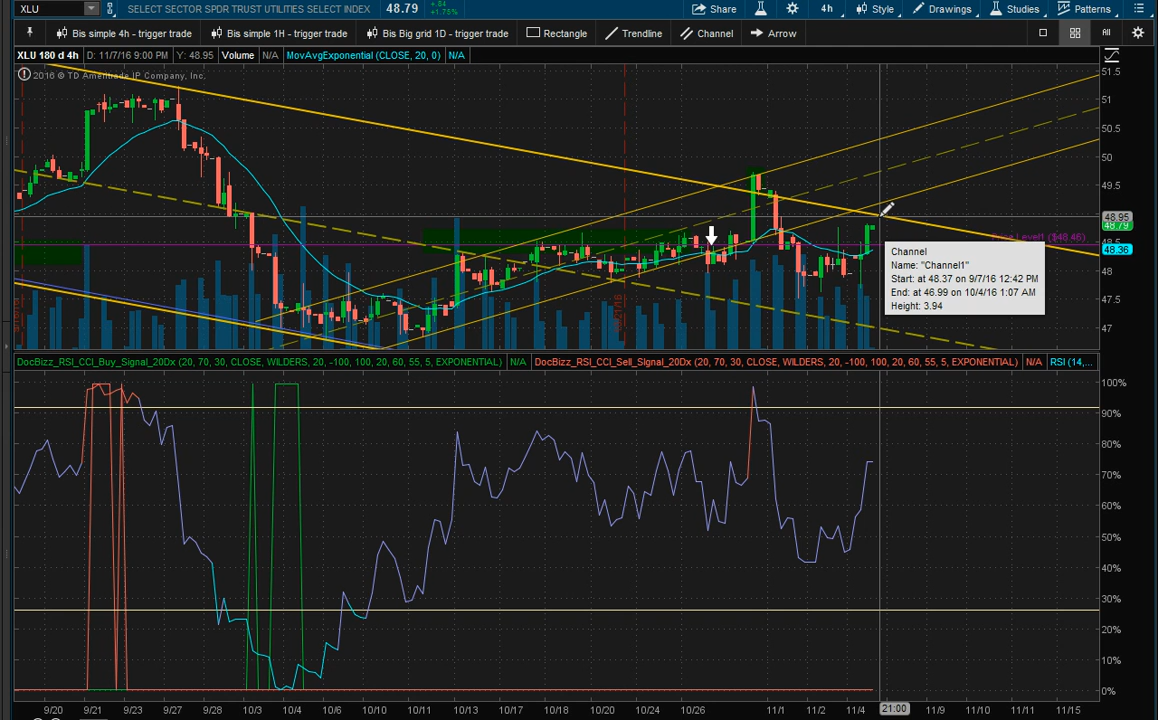 XLU SELECT SECTOR SPDR TRUST UTILITIES SELECT INDEX 48.79 +.84 +1.75% Share 4h Style Drawings Studies Patterns
Bis simple 4h - trigger trade Bis simple 1H - trigger trade Bis Big grid 1D - trigger trade Rectangle Trendline Channel Arrow All
XLU 180 d 4h D: 11/7/16 9:00 PM Y: 48.95 Volume N/A MovAvgExponential (CLOSE, 20, 0) N/A
2016 © TD Ameritrade IP Company, Inc.
51.5
51
50.5
50
49.5
48.95
48.79
($48.46)
48.5
48.36
48
47.5
47
Channel
Name: "Channel1"
Start: at 48.37 on 9/7/16 12:42 PM
End: at 46.99 on 10/4/16 1:07 AM
Height: 3.94
DocBizz_RSI_CCI_Buy_Signal_20Dx (20, 70, 30, CLOSE, WILDERS, 20, -100, 100, 20, 60, 55, 5, EXPONENTIAL) N/A DocBizz_RSI_CCI_Sell_Signal_20Dx (20, 70, 30, CLOSE, WILDERS, 20, -100, 100, 20, 60, 55, 5, EXPONENTIAL) N/A RSI (14,...
100%
90%
80%
70%
60%
50%
40%
30%
20%
10%
0%
9/20 9/21 9/23 9/27 9/28 10/3 10/4 10/6 10/10 10/11 10/13 10/17 10/18 10/20 10/24 10/26 11/1 11/2 11/4 21:00 11/9 11/10 11/11 11/15